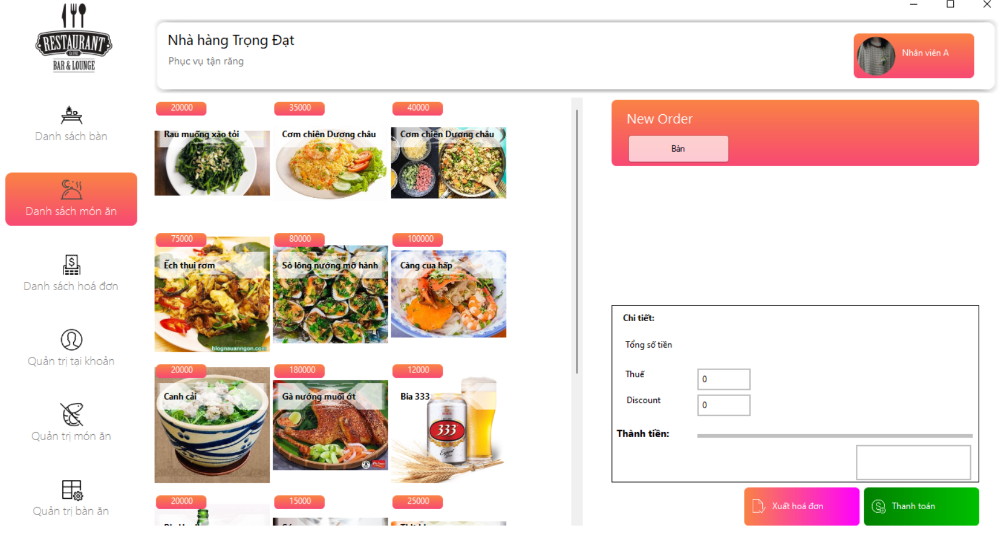 RESTAURANT
BAR & LOUNGE
Nhà hàng Trọng Đạt
Phục vụ tận răng
Nhân viên A
Danh sách bàn
Danh sách món ăn
Danh sách hoá đơn
Quản trị tại khoản
Quản trị món ăn
Quản trị bàn ăn
20000
35000
40000
Rau muống xào tỏi
Cơm chiên Dương châu
Cơm chiên Dương châu
75000
80000
100000
Ếch thui rơm
Sò lông nướng mỡ hành
Càng cua hấp
blognauanngon.com
20000
180000
12000
Canh cải
Gà nướng muối ớt
Bia 333
333
Export
20000
15000
25000
New Order
Bàn
Chi tiết:
Tổng số tiền
Thuế
0
Discount
0
Thành tiền:
Xuất hoá đơn
Thanh toán